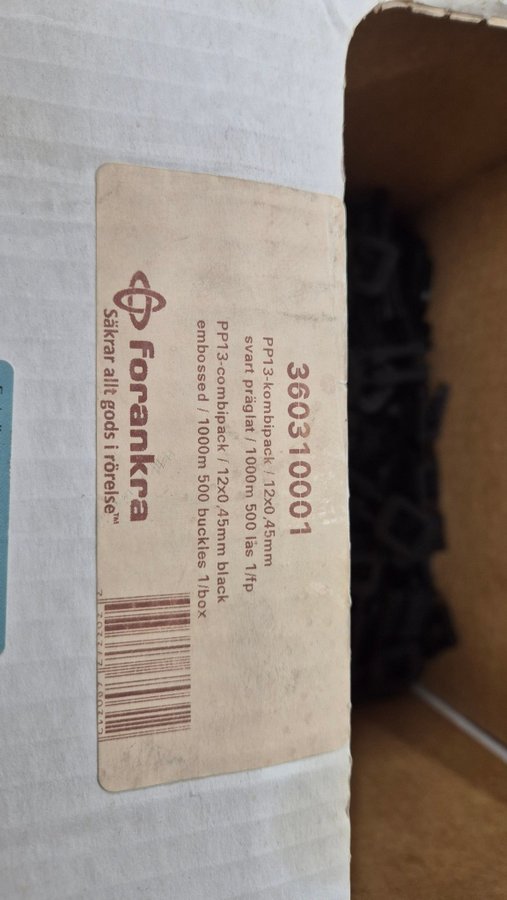 360310001
PP13-kombipack / 12x0,45mm
svart präglat / 1000m 500 lås 1/fp
PP13-combipack / 12x0,45mm black
embossed / 1000m 500 buckles 1/box
forankra
Säkrar allt gods i rörelse™